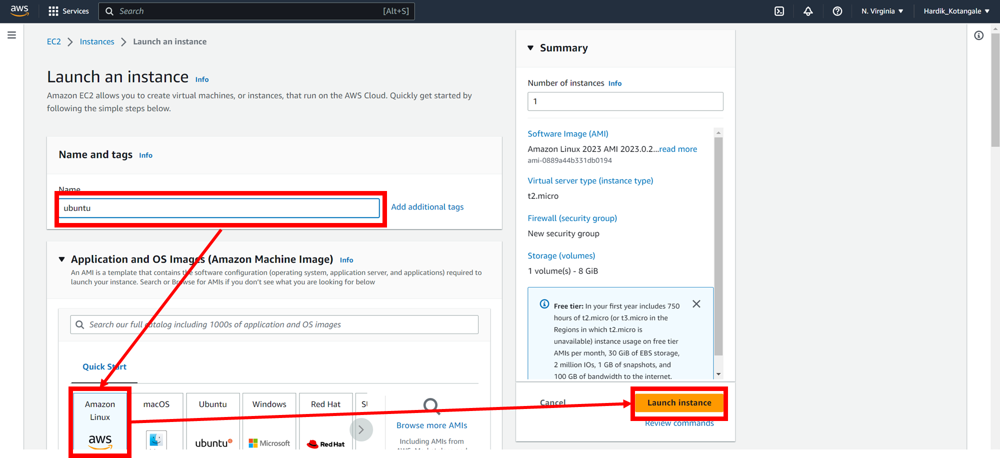 aws Services Search [Alt+S] N. Virginia Hardik_Kotangale
EC2 Instances Launch an instance
Launch an instance Info
Amazon EC2 allows you to create virtual machines, or instances, that run on the AWS Cloud. Quickly get started by
following the simple steps below.
Name and tags Info
Name
ubuntu
Add additional tags
Application and OS Images (Amazon Machine Image) Info
An AMI is a template that contains the software configuration (operating system, application server, and applications) required to
launch your instance. Search or Browse for AMIs if you don't see what you are looking for below
Search our full catalog including 1000s of application and OS images
Quick Start
Amazon
Linux
aws
macOS
Ubuntu
ubuntu
Windows
Microsoft
Red Hat
Red Hat
Browse more AMIs
Including AMIs from
Summary
Number of instances Info
1
Software Image (AMI)
Amazon Linux 2023 AMI 2023.0.2...read more
ami-0889a44b331db0194
Virtual server type (instance type)
t2.micro
Firewall (security group)
New security group
Storage (volumes)
1 volume(s) - 8 GiB
Free tier: In your first year includes 750
hours of t2.micro (or t3.micro in the
Regions in which t2.micro is
unavailable) instance usage on free tier
AMIs per month, 30 GiB of EBS storage,
2 million IOs, 1 GB of snapshots, and
100 GB of bandwidth to the internet.
Cancel
Launch instance
Review commands